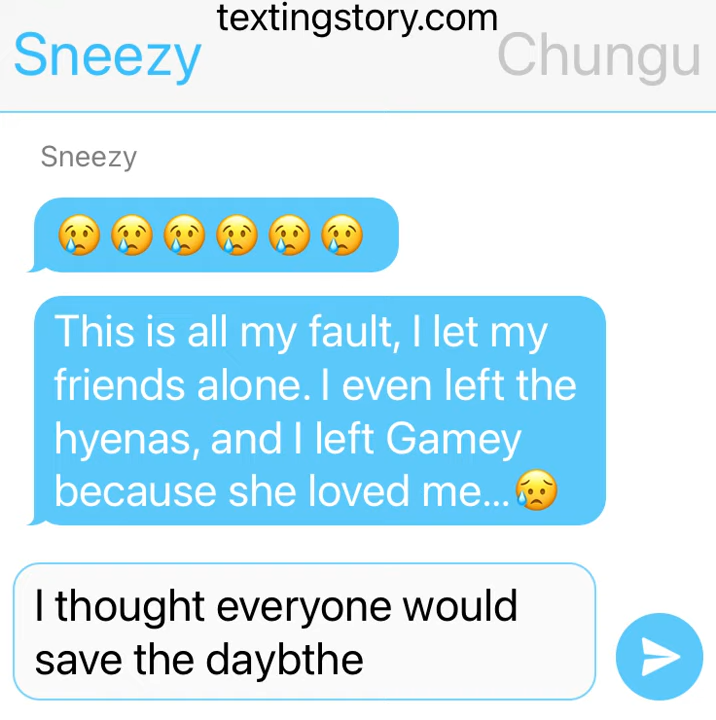 textingstory.com
Sneezy
Chungu
Sneezy
😢😢😢😢😢😢
This is all my fault, I let my
friends alone. I even left the
hyenas, and I left Gamey
because she loved me...😥
I thought everyone would
save the daybthe